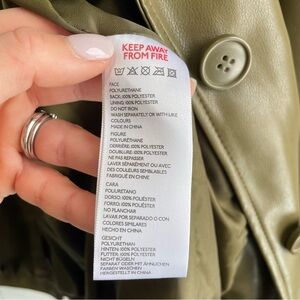 KEEP AWAY
FROM FIRE
FACE
POLYURETHANE
BACK: 100% POLYESTER
LINING: 100% POLYESTER
DO NOT IRON
WASH SEPARATELY OR WITH LIKE
COLOURS
MADE IN CHINA
FIGURE
POLYURETHANE
DERRIÈRE: 100% POLYESTER
DOUBLURE: 100% POLYESTER
NE PAS REPASSER
LAVER SÉPARÉMENT OU AVEC
DES COULEURS SEMBLABLES
FABRIQUÉ EN CHINE
CARA
POLIURETANO
DORSO: 100% POLIÉSTER
FORRO: 100% POLIÉSTER
NO PLANCHAR
LAVAR POR SEPARADO O CON
COLORES SIMILARES
HECHO EN CHINA
GESICHT
POLYURETHAN
HINTEN: 100% POLYESTER
FUTTER: 100% POLYESTER
NICHT BÜGELN
SEPARAT ODER MIT ÄHNLICHEN
FARBEN WASCHEN
HERGESTELLT IN CHINA